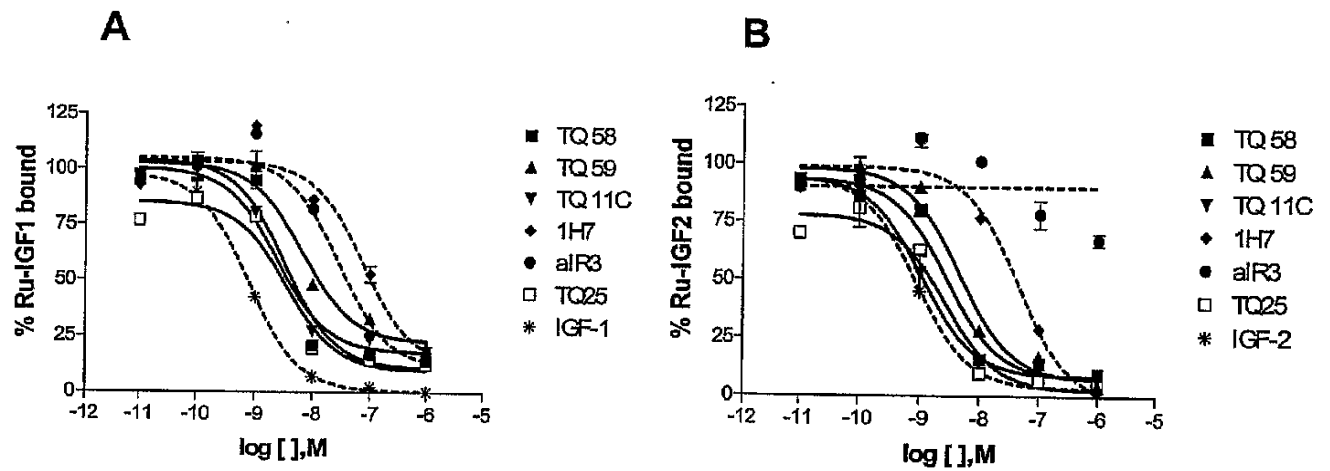 A
% Ru-IGF1 bound
125
100
75
50
25
0
-12 -11 -10 -9 -8 -7 -6 -5
log [ ],M
TQ 58
TQ 59
TQ 11C
1H7
aIR3
TQ25
IGF-1
B
% Ru-IGF2 bound
125
100
75
50
25
0
-12 -11 -10 -9 -8 -7 -6 -5
log [ ],M
TQ 58
TQ 59
TQ 11C
1H7
aIR3
TQ25
IGF-2